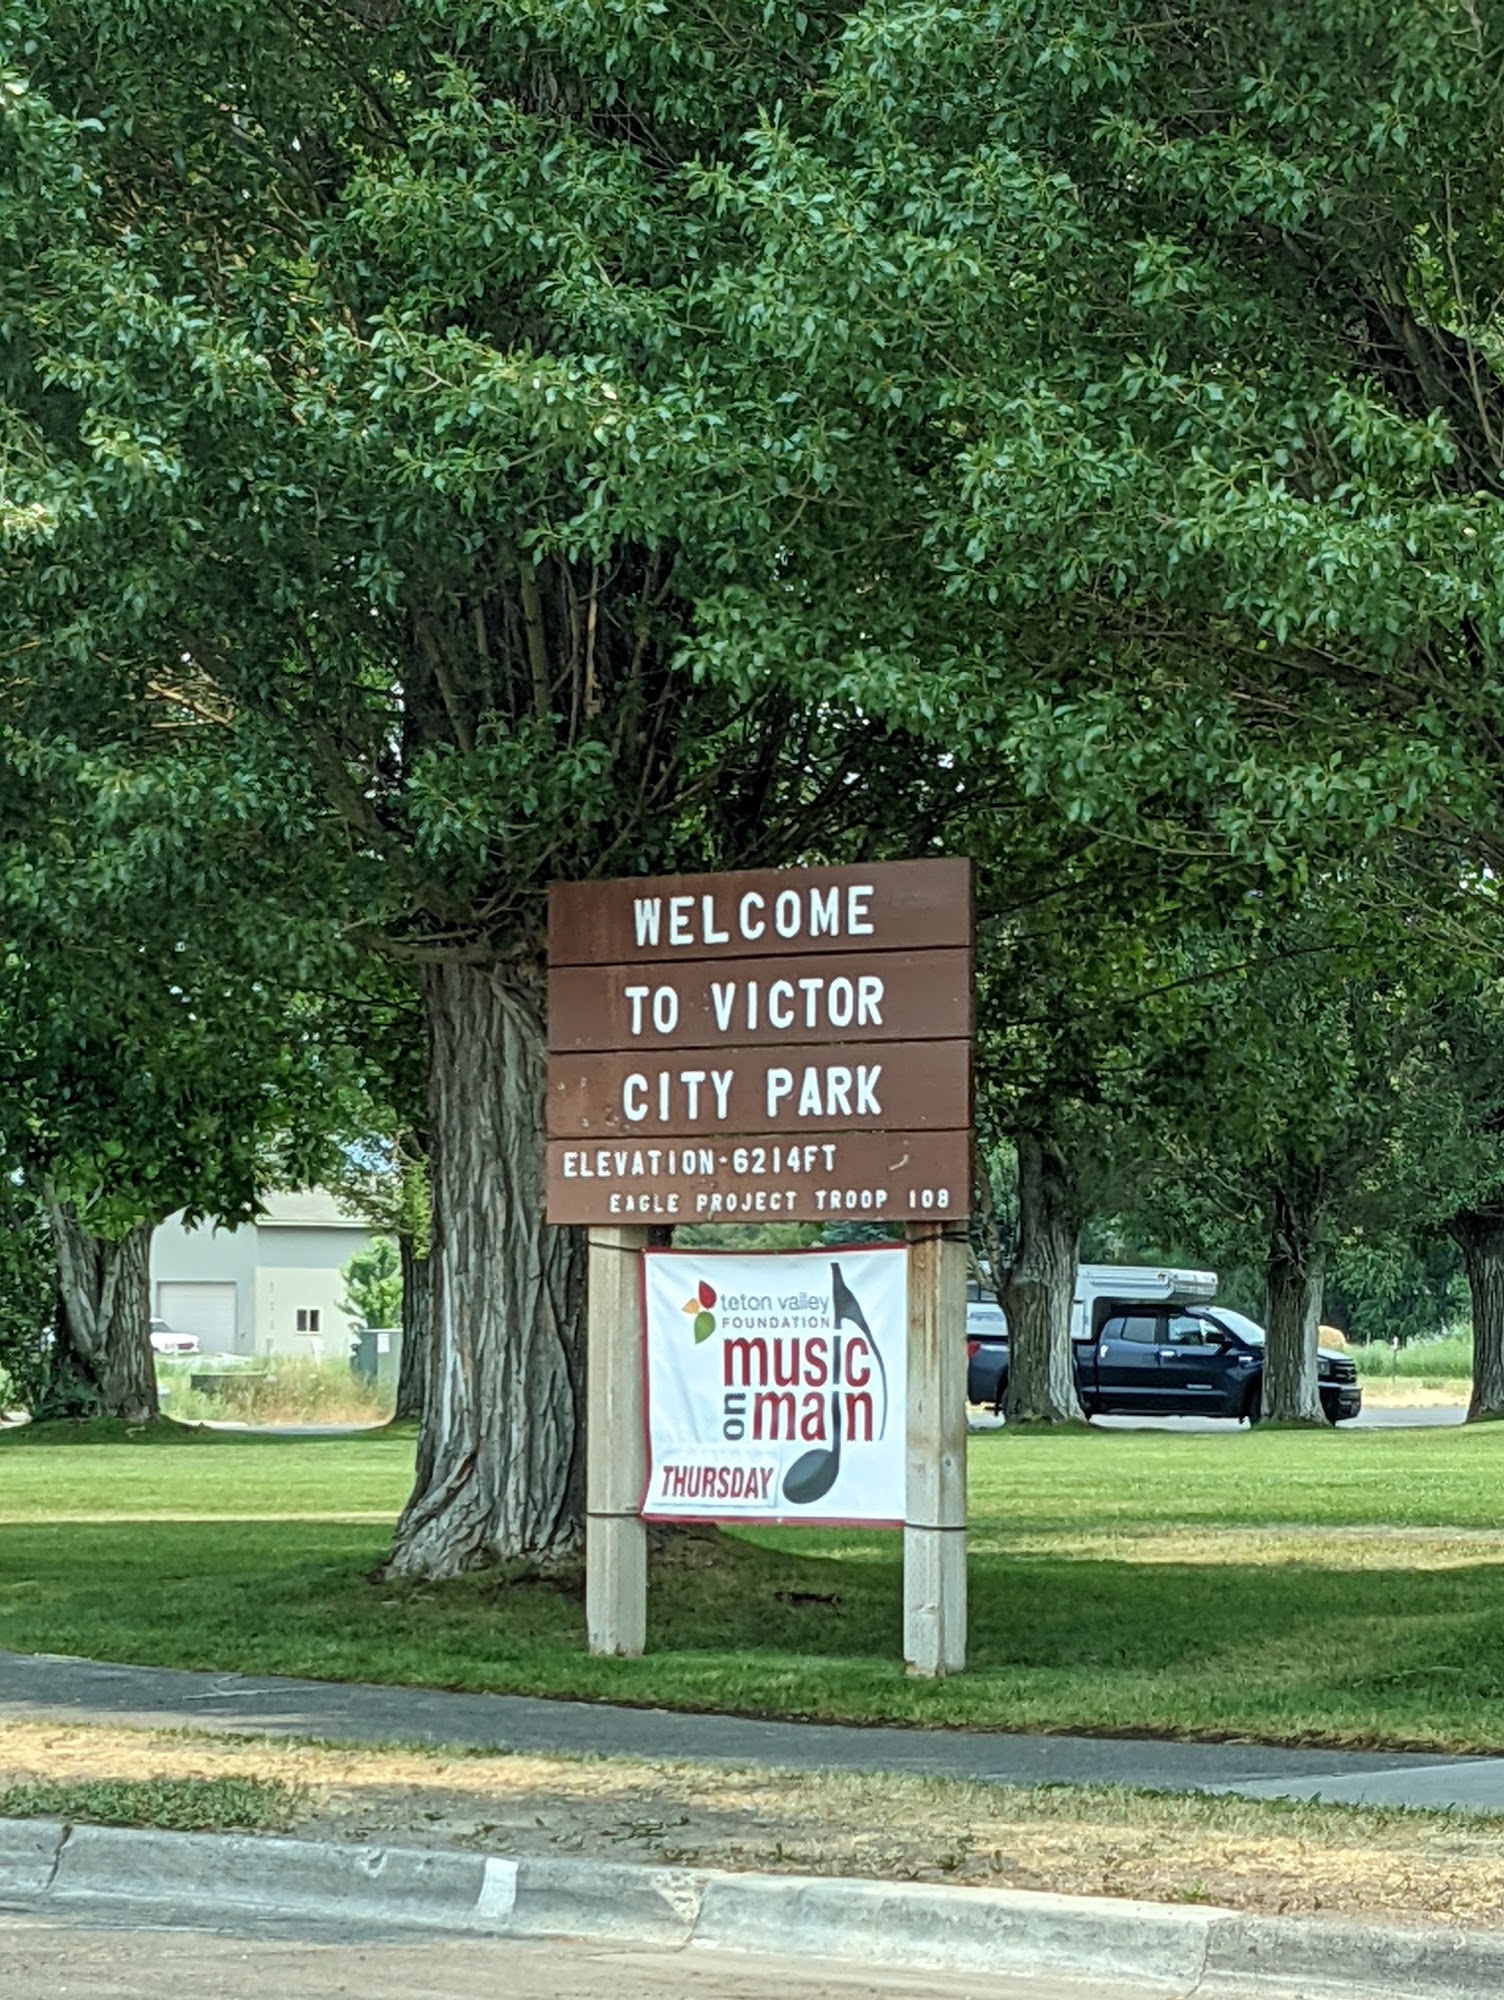 WELCOME
TO VICTOR
CITY PARK
ELEVATION-6214FT
EAGLE PROJECT TROOP 108
teton valley
FOUNDATION
music
on
main
THURSDAY